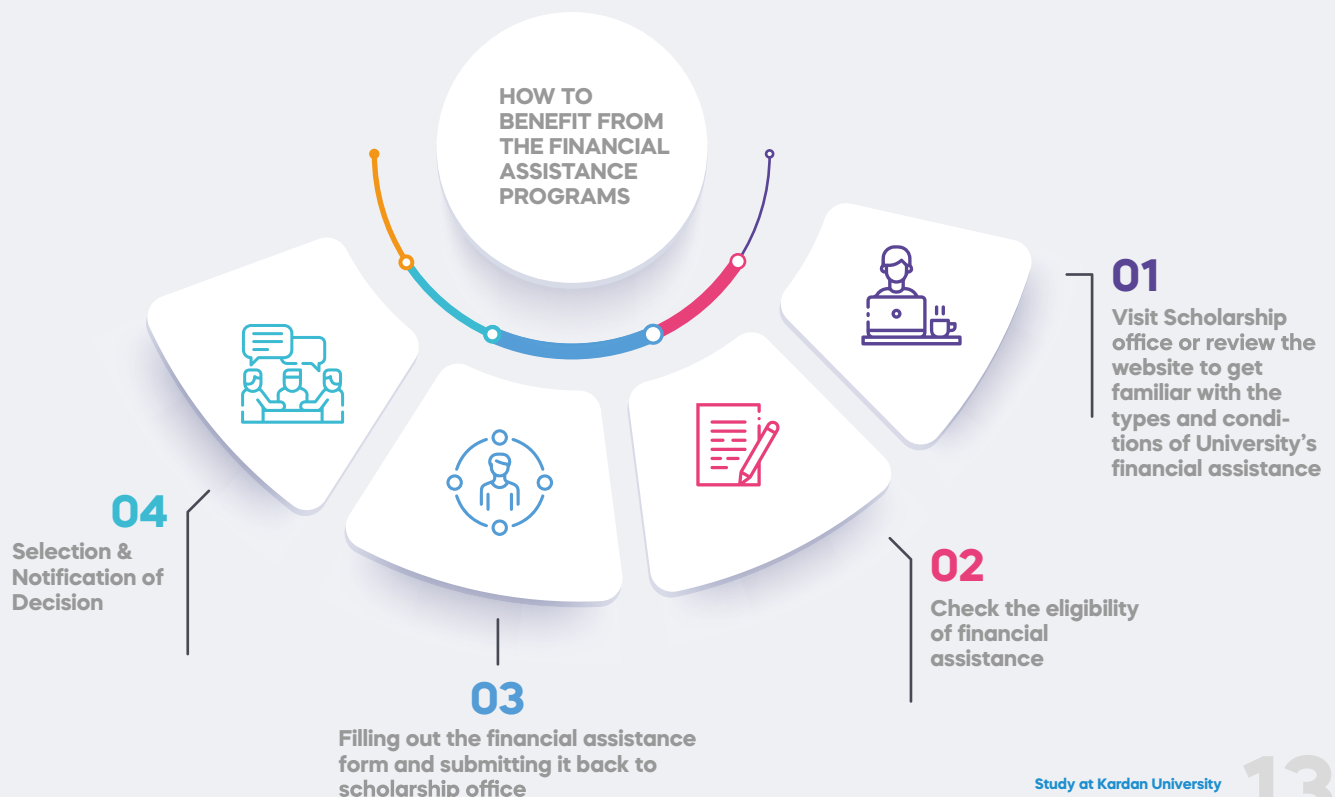 HOW TO
BENEFIT FROM
THE FINANCIAL
ASSISTANCE
PROGRAMS
01
Visit Scholarship
office or review the
website to get
familiar with the
types and condi-
tions of University's
financial assistance
02
Check the eligibility
of financial
assistance
03
Filling out the financial assistance
form and submitting it back to
scholarship office
04
Selection &
Notification of
Decision
Study at Kardan University
13